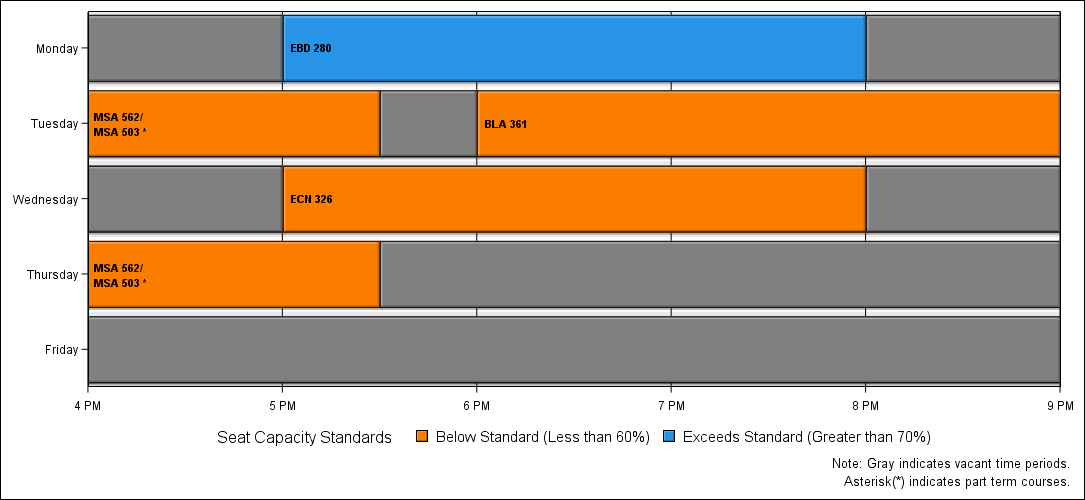 Monday
EBD 280
Tuesday
MSA 562/
MSA 503 *
BLA 361
Wednesday
ECN 326
Thursday
MSA 562/
MSA 503 *
Friday
4 PM 5 PM 6 PM 7 PM 8 PM 9 PM
Seat Capacity Standards Below Standard (Less than 60%) Exceeds Standard (Greater than 70%)
Note: Gray indicates vacant time periods.
Asterisk(*) indicates part term courses.